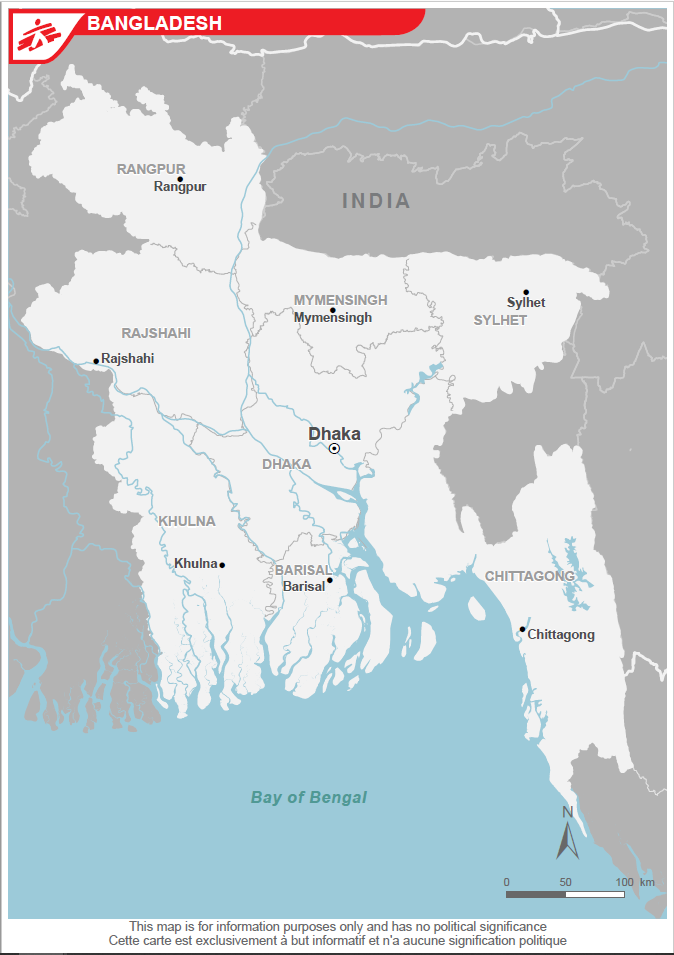 BANGLADESH
RANGPUR
Rangpur
INDIA
MYMENSINGH
Mymensingh
Sylhet
SYLHET
RAJSHAHI
Rajshahi
Dhaka
DHAKA
KHULNA
Khulna
BARISAL
Barisal
CHITTAGONG
Chittagong
Bay of Bengal
N
0 50 100 km
This map is for information purposes only and has no political significance
Cette carte est exclusivement à but informatif et n'a aucune signification politique